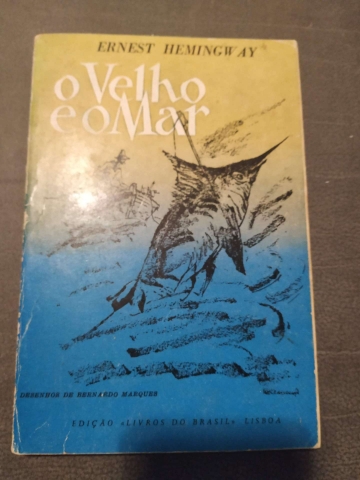 ERNEST HEMINGWAY
o Velho
e o Mar
DESENHOS DE BERNARDO MARQUES
EDIÇÃO «LIVROS DO BRASIL» LISBOA